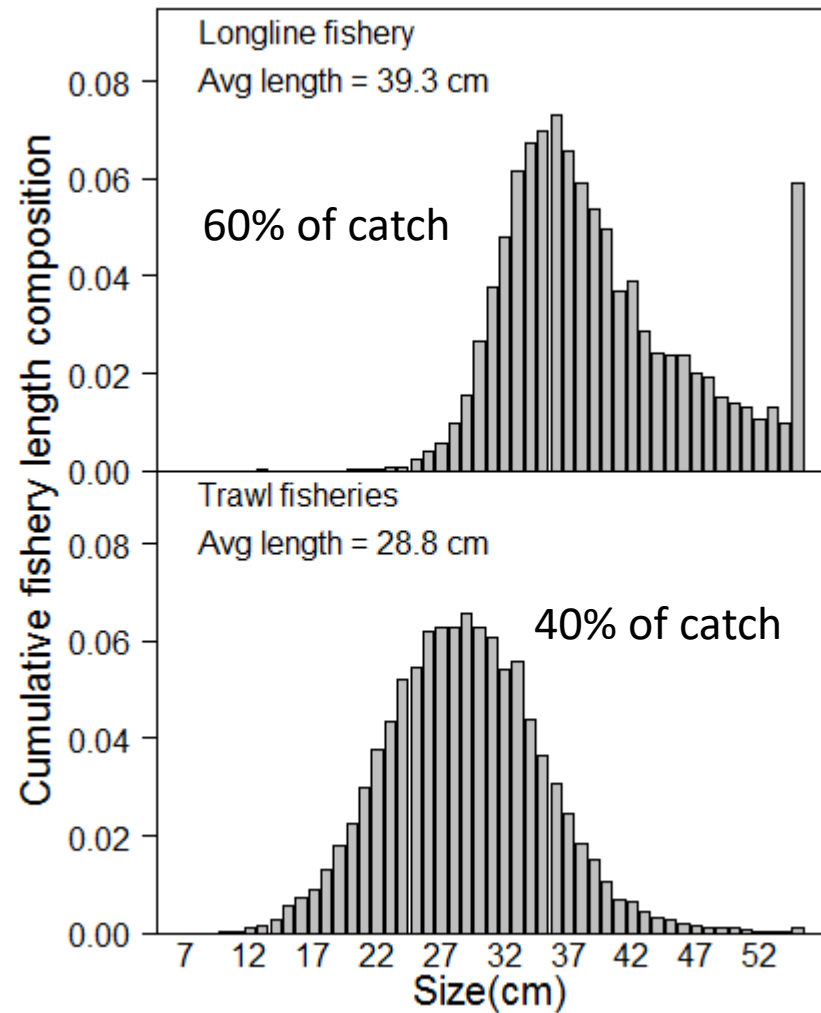 Cumulative fishery length composition
Longline fishery
Avg length = 39.3 cm
60% of catch
0.08
0.06
0.04
0.02
0.00
Trawl fisheries
Avg length = 28.8 cm
40% of catch
0.08
0.06
0.04
0.02
0.00
7 12 17 22 27 32 37 42 47 52
Size(cm)